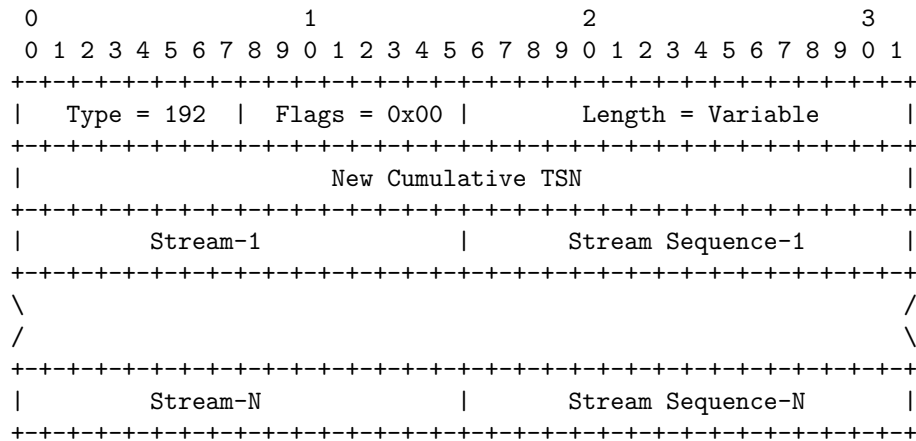 0                   1                   2                   3
 0 1 2 3 4 5 6 7 8 9 0 1 2 3 4 5 6 7 8 9 0 1 2 3 4 5 6 7 8 9 0 1
+-+-+-+-+-+-+-+-+-+-+-+-+-+-+-+-+-+-+-+-+-+-+-+-+-+-+-+-+-+-+-+-+
|   Type = 192  |  Flags = 0x00 |        Length = Variable      |
+-+-+-+-+-+-+-+-+-+-+-+-+-+-+-+-+-+-+-+-+-+-+-+-+-+-+-+-+-+-+-+-+
|                      New Cumulative TSN                       |
+-+-+-+-+-+-+-+-+-+-+-+-+-+-+-+-+-+-+-+-+-+-+-+-+-+-+-+-+-+-+-+-+
|         Stream-1              |       Stream Sequence-1       |
+-+-+-+-+-+-+-+-+-+-+-+-+-+-+-+-+-+-+-+-+-+-+-+-+-+-+-+-+-+-+-+-+
\                                                               /
/                                                               \
+-+-+-+-+-+-+-+-+-+-+-+-+-+-+-+-+-+-+-+-+-+-+-+-+-+-+-+-+-+-+-+-+
|         Stream-N              |       Stream Sequence-N       |
+-+-+-+-+-+-+-+-+-+-+-+-+-+-+-+-+-+-+-+-+-+-+-+-+-+-+-+-+-+-+-+-+